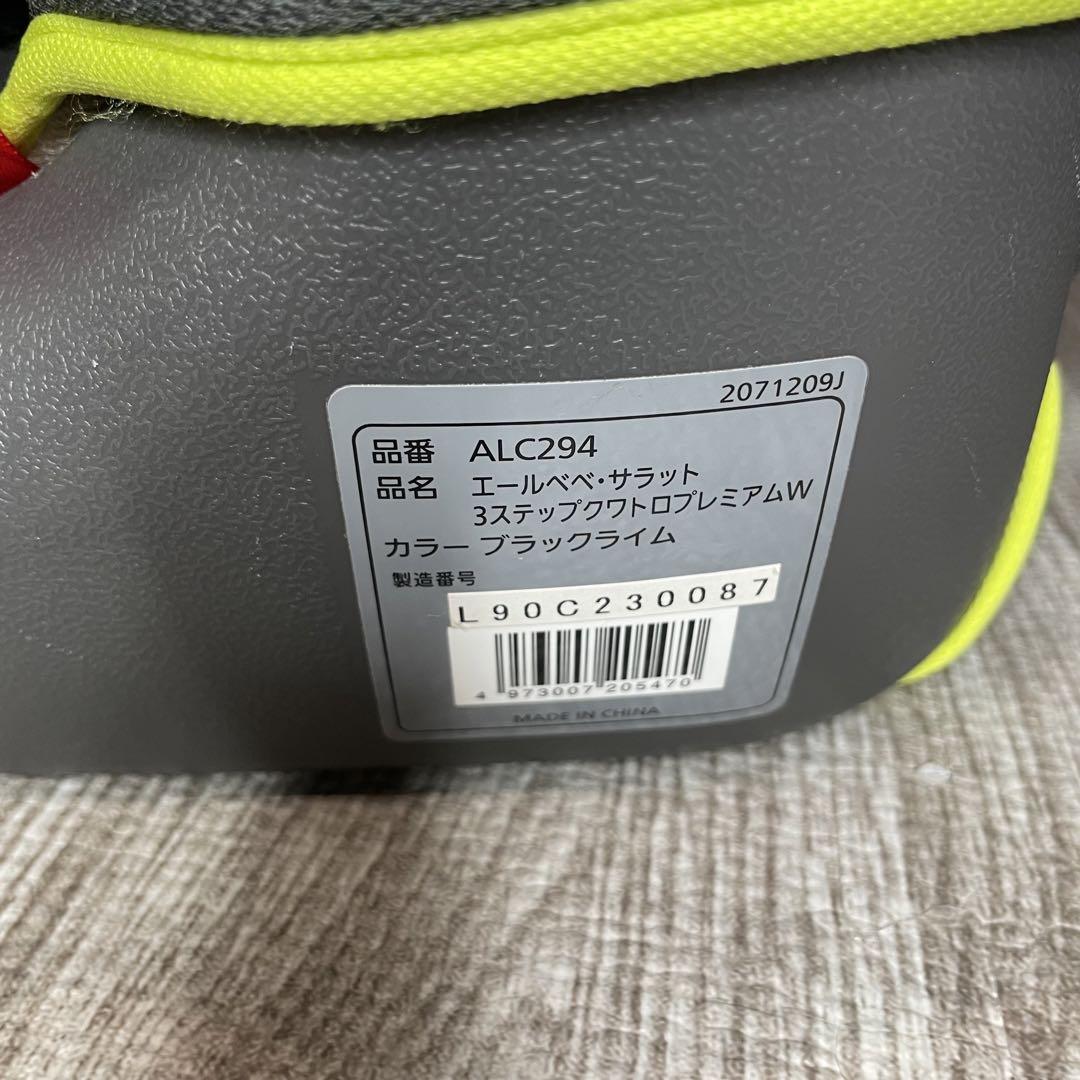 2071209J
品番 ALC294
品名 エールベベ・サラット
3ステップクワトロプレミアムW
カラー ブラックライム
製造番号
L90C230087
4 973007 205470
MADE IN CHINA